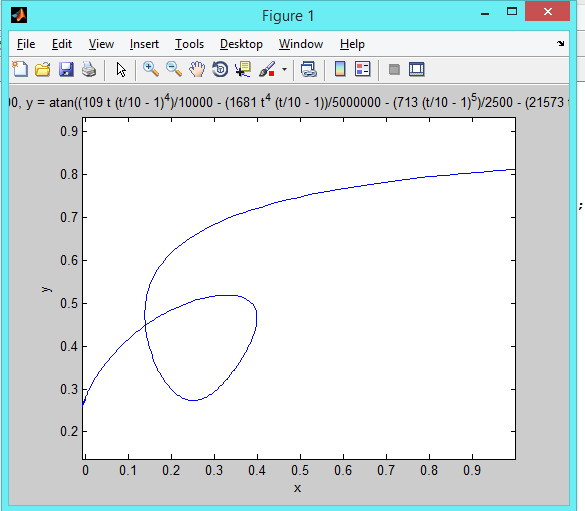 Figure 1
File Edit View Insert Tools Desktop Window Help
00, y = atan((109 t (t/10 - 1)^4)/10000 - (1681 t^4 (t/10 - 1))/5000000 - (713 (t/10 - 1)^5)/2500 - (21573 t
0.9
0.8
0.7
0.6
0.5
0.4
0.3
0.2
y
0 0.1 0.2 0.3 0.4 0.5 0.6 0.7 0.8 0.9
x
;